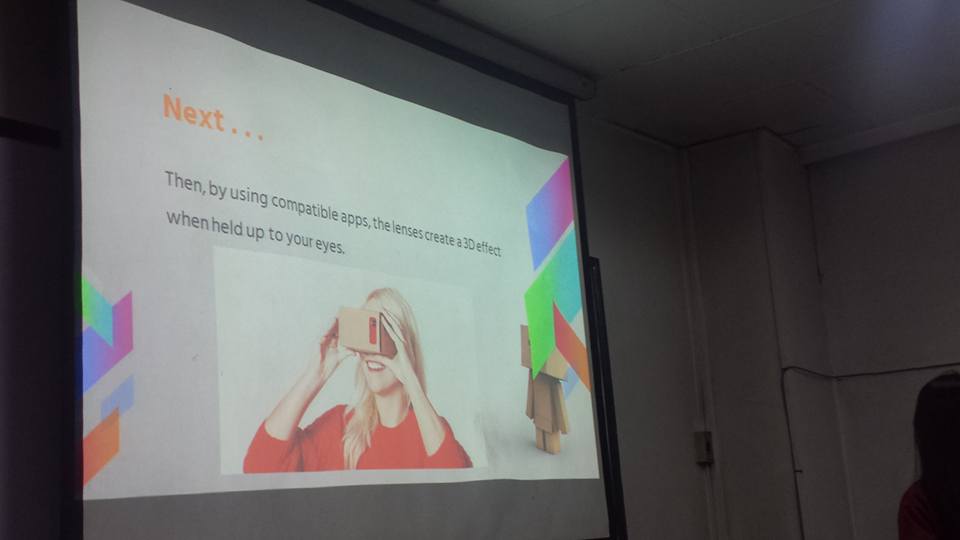 Next . . .
Then, by using compatible apps, the lenses create a 3D effect
when held up to your eyes.